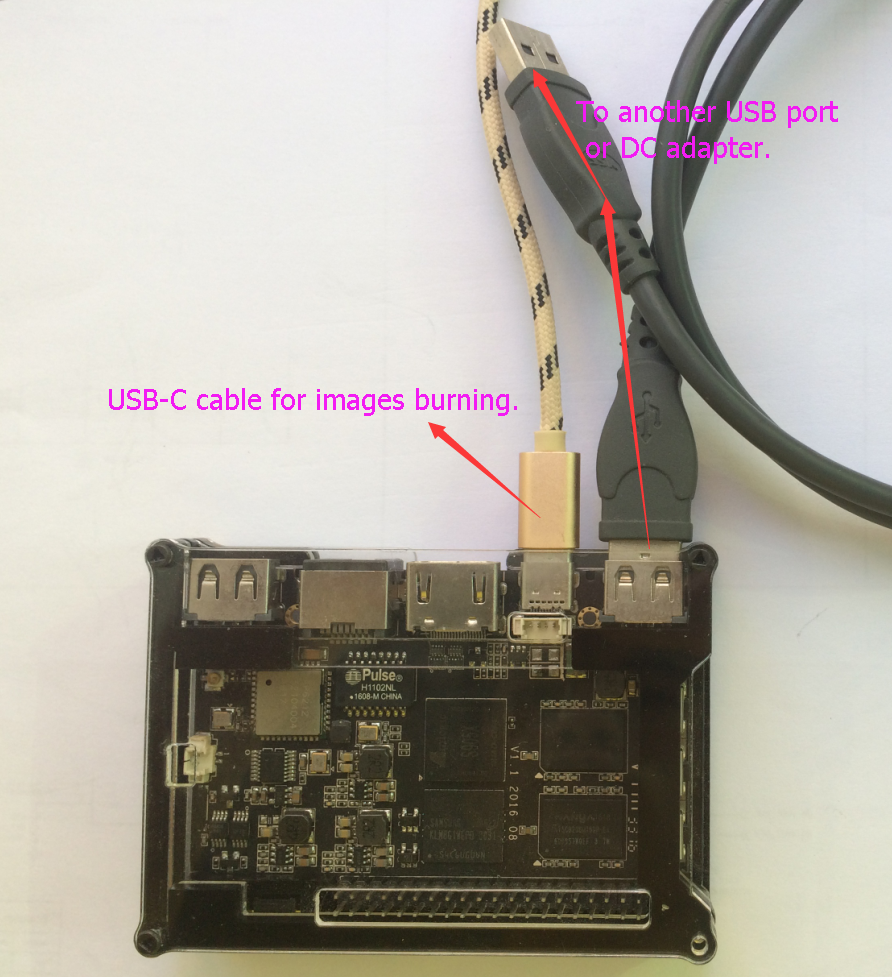 To another USB port
or DC adapter.
USB-C cable for images burning.
Pulse®
H1102NL
1608-M CHINA
V1.1 2016 08